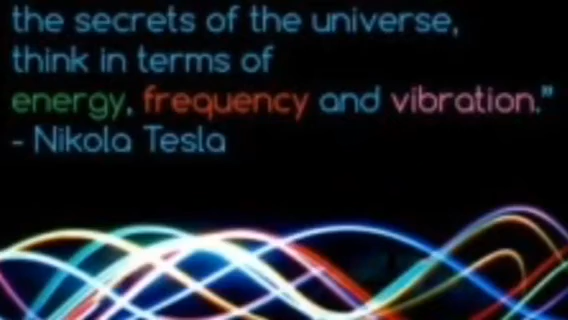 the secrets of the universe,
think in terms of
energy, frequency and vibration."
- Nikola Tesla